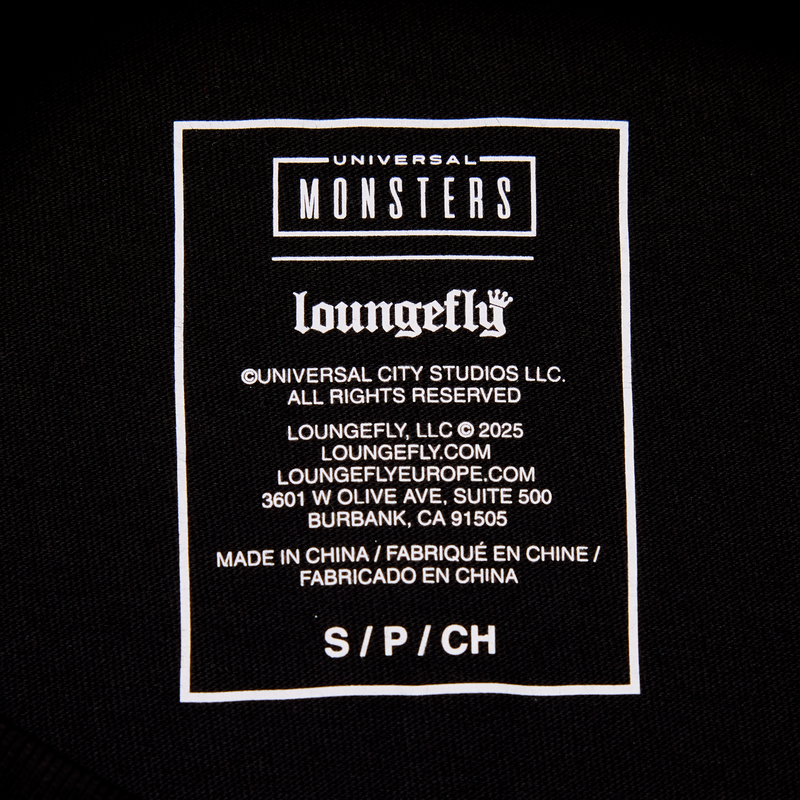 UNIVERSAL
MONSTERS
loungefly
©UNIVERSAL CITY STUDIOS LLC.
ALL RIGHTS RESERVED
LOUNGEFLY, LLC © 2025
LOUNGEFLY.COM
LOUNGEFLYEUROPE.COM
3601 W OLIVE AVE, SUITE 500
BURBANK, CA 91505
MADE IN CHINA / FABRIQUÉ EN CHINE /
FABRICADO EN CHINA
S / P / CH